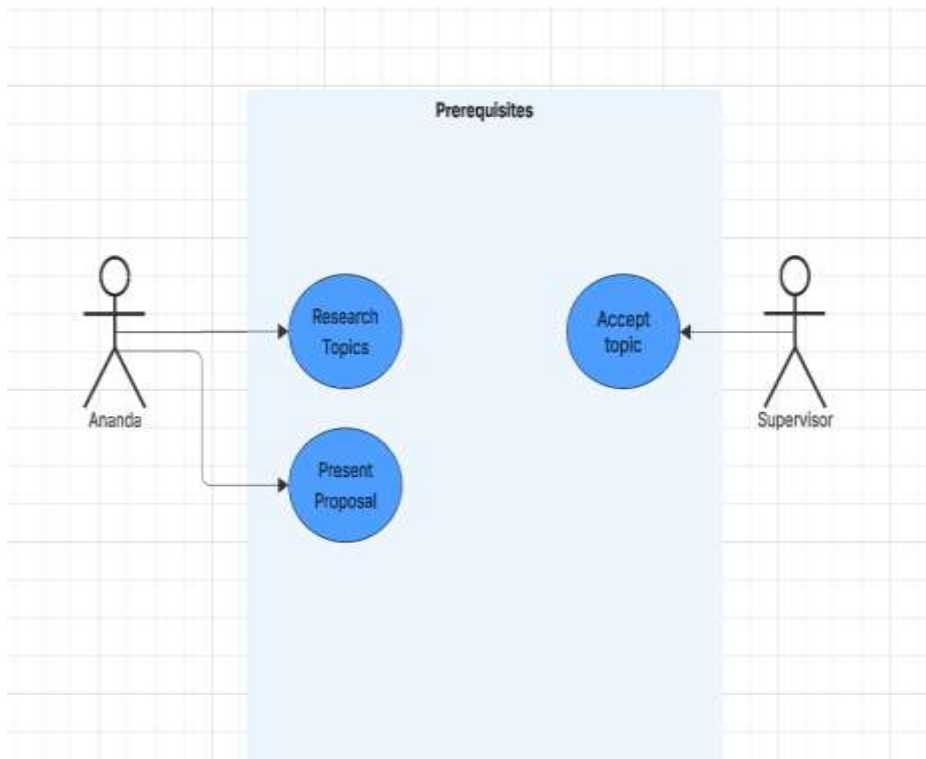 Prerequisites
Research
Topics
Accept
topic
Ananda
Supervisor
Present
Proposal